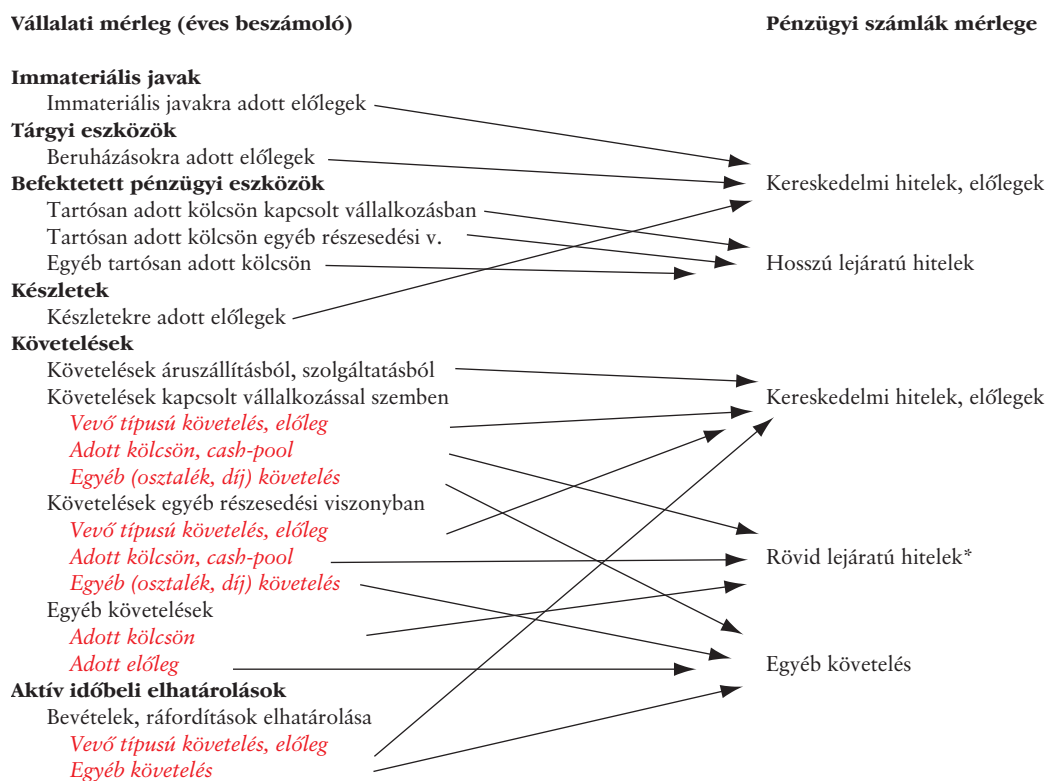 Vállalati mérleg (éves beszámoló) Pénzügyi számlák mérlege
Immateriális javak
Immateriális javakra adott előlegek
Tárgyi eszközök
Beruházásokra adott előlegek Kereskedelmi hitelek, előlegek
Befektetett pénzügyi eszközök
Tartósan adott kölcsön kapcsolt vállalkozásban
Tartósan adott kölcsön egyéb részesedési v.
Egyéb tartósan adott kölcsön Hosszú lejáratú hitelek
Készletek
Készletekre adott előlegek
Követelések
Követelések áruszállításból, szolgáltatásból
Követelések kapcsolt vállalkozással szemben Kereskedelmi hitelek, előlegek
Vevő típusú követelés, előleg
Adott kölcsön, cash-pool
Egyéb (osztalék, díj) követelés
Követelések egyéb részesedési viszonyban
Vevő típusú követelés, előleg
Adott kölcsön, cash-pool Rövid lejáratú hitelek*
Egyéb (osztalék, díj) követelés
Egyéb követelések
Adott kölcsön
Adott előleg Egyéb követelés
Aktív időbeli elhatárolások
Bevételek, ráfordítások elhatárolása
Vevő típusú követelés, előleg
Egyéb követelés